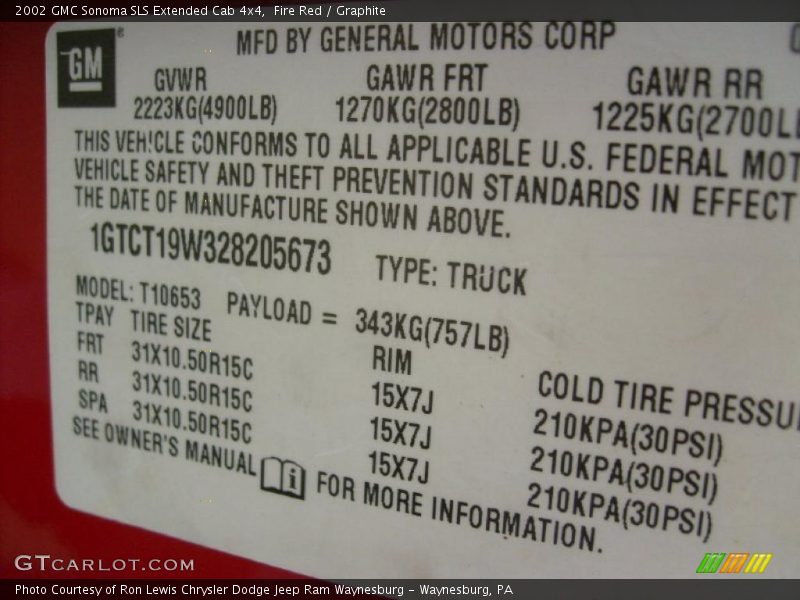 2002 GMC Sonoma SLS Extended Cab 4x4, Fire Red / Graphite
GM
MFD BY GENERAL MOTORS CORP
GVWR GAWR FRT GAWR RR
2223KG(4900LB) 1270KG(2800LB) 1225KG(2700LB
THIS VEHICLE CONFORMS TO ALL APPLICABLE U.S. FEDERAL MOT
VEHICLE SAFETY AND THEFT PREVENTION STANDARDS IN EFFECT
THE DATE OF MANUFACTURE SHOWN ABOVE.
1GTCT19W328205673 TYPE: TRUCK
MODEL: T10653 PAYLOAD = 343KG(757LB)
TPAY TIRE SIZE RIM COLD TIRE PRESSU
FRT 31X10.50R15C 15X7J 210KPA(30PSI)
RR 31X10.50R15C 15X7J 210KPA(30PSI)
SPA 31X10.50R15C 15X7J 210KPA(30PSI)
SEE OWNER'S MANUAL FOR MORE INFORMATION.
GTCARLOT.COM
Photo Courtesy of Ron Lewis Chrysler Dodge Jeep Ram Waynesburg - Waynesburg, PA